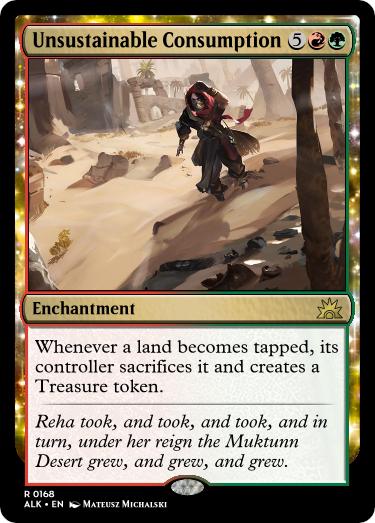 Unsustainable Consumption 5
Enchantment
Whenever a land becomes tapped, its
controller sacrifices it and creates a
Treasure token.
Reha took, and took, and took, and in
turn, under her reign the Muktunn
Desert grew, and grew, and grew.
R 0168
ALK • EN Mateusz Michalski